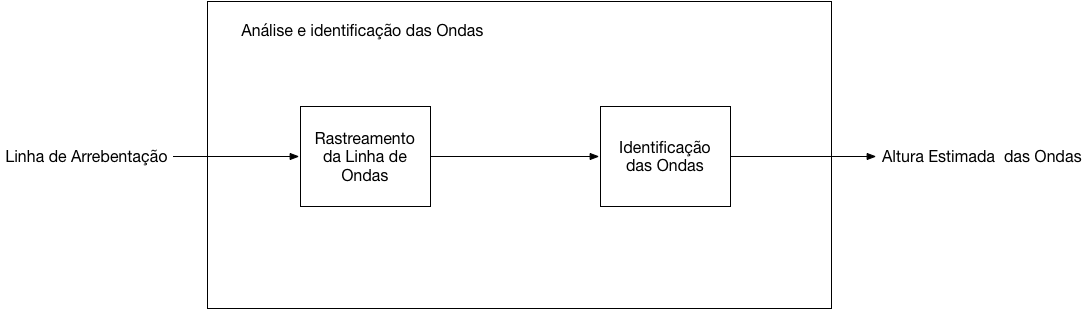 Análise e identificação das Ondas
Linha de Arrebentação
Rastreamento
da Linha de
Ondas
Identificação
das Ondas
Altura Estimada  das Ondas